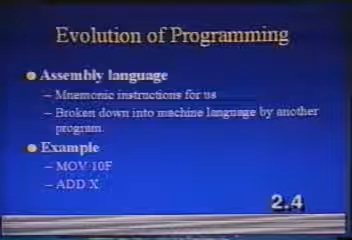 Evolution of Programming
Assembly language
– Mnemonic instructions for us
– Broken down into machine language by another
program.
Example
– MOV 10F
– ADD X
2.4